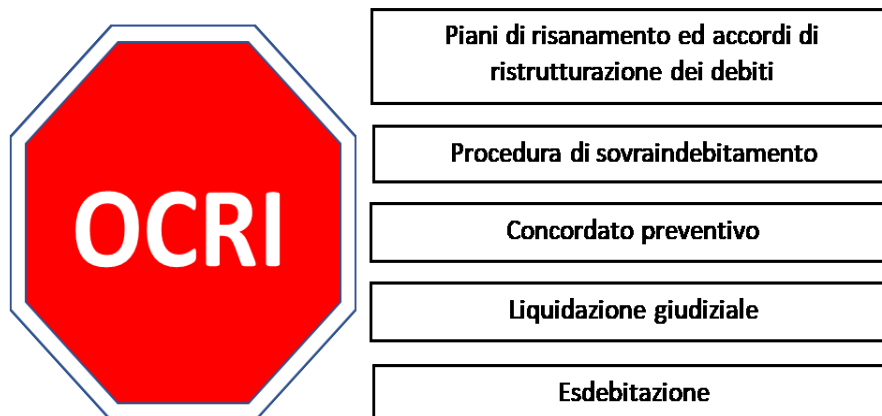 OCRI
Piani di risanamento ed accordi di
ristrutturazione dei debiti
Procedura di sovraindebitamento
Concordato preventivo
Liquidazione giudiziale
Esdebitazione